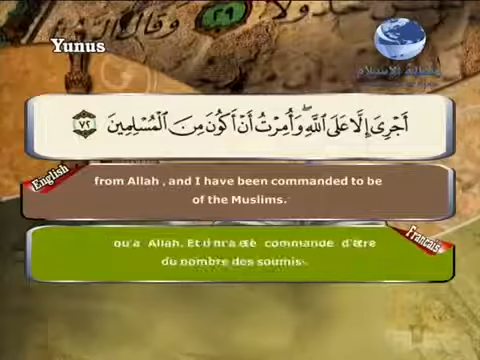 Yunus
أَجْرِيَ إِلَّا عَلَى اللَّهِ ۖ وَأُمِرْتُ أَنْ أَكُونَ مِنَ الْمُسْلِمِينَ ٧٢
English
from Allah , and I have been commanded to be
of the Muslims.
Francais
qu'a Allah. Et il m'a été commandé d'être
du nombre des soumis.